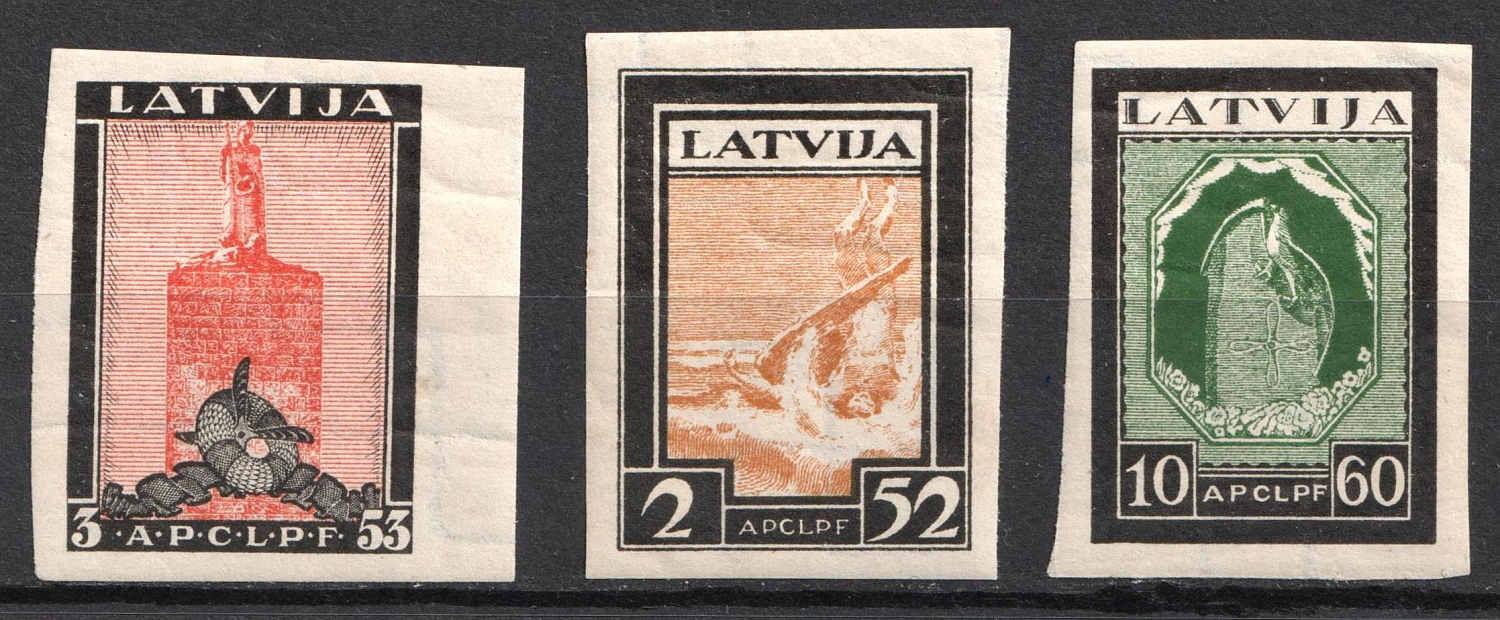 LATVIJA
3 ·A·P·C·L·P·F· 53
LATVIJA
2 APCLPF 52
LATVIJA
10 APCLPF 60